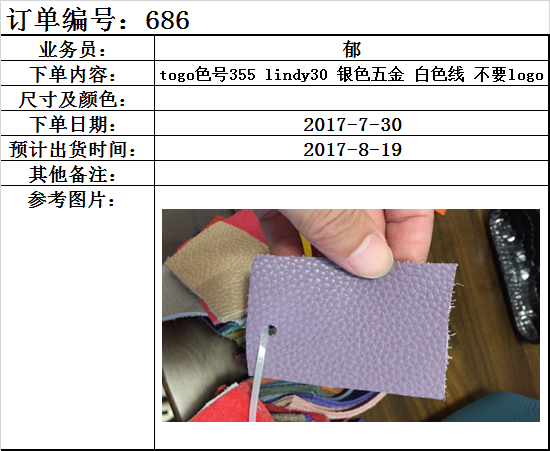 订单编号：686
业务员： 郁
下单内容： togo色号355 lindy30 银色五金 白色线 不要logo
尺寸及颜色：
下单日期： 2017-7-30
预计出货时间： 2017-8-19
其他备注：
参考图片：